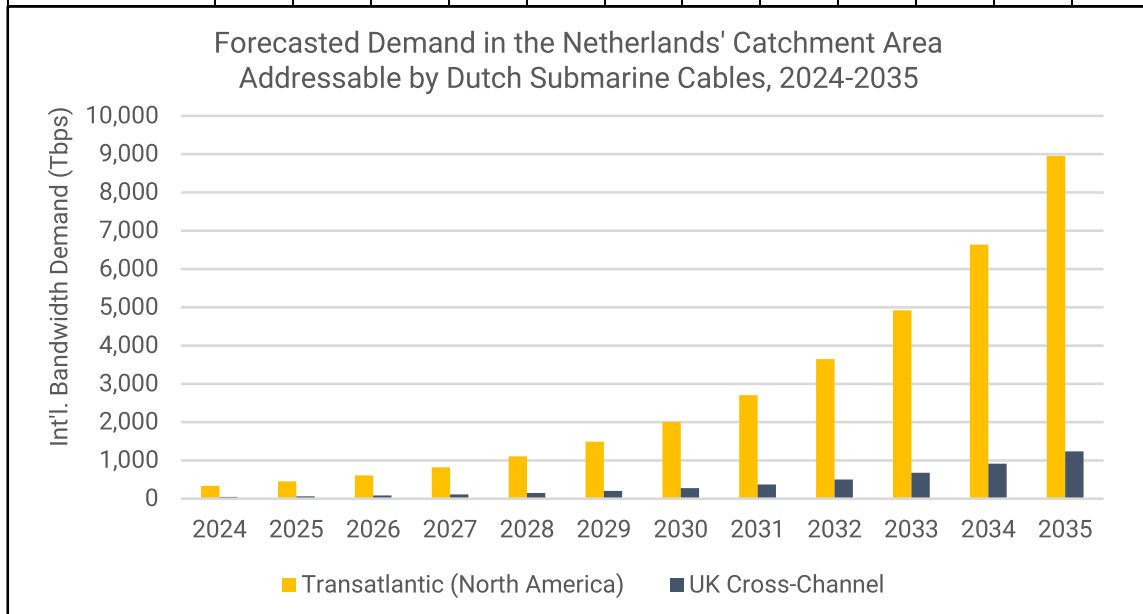 Forecasted Demand in the Netherlands' Catchment Area
Addressable by Dutch Submarine Cables, 2024-2035
Int'l. Bandwidth Demand (Tbps)
10,000
9,000
8,000
7,000
6,000
5,000
4,000
3,000
2,000
1,000
0
2024 2025 2026 2027 2028 2029 2030 2031 2032 2033 2034 2035
Transatlantic (North America) UK Cross-Channel